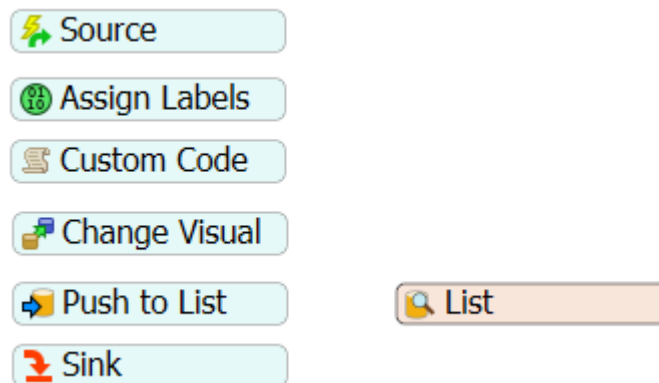 Source
Assign Labels
Custom Code
Change Visual
Push to List
List
Sink